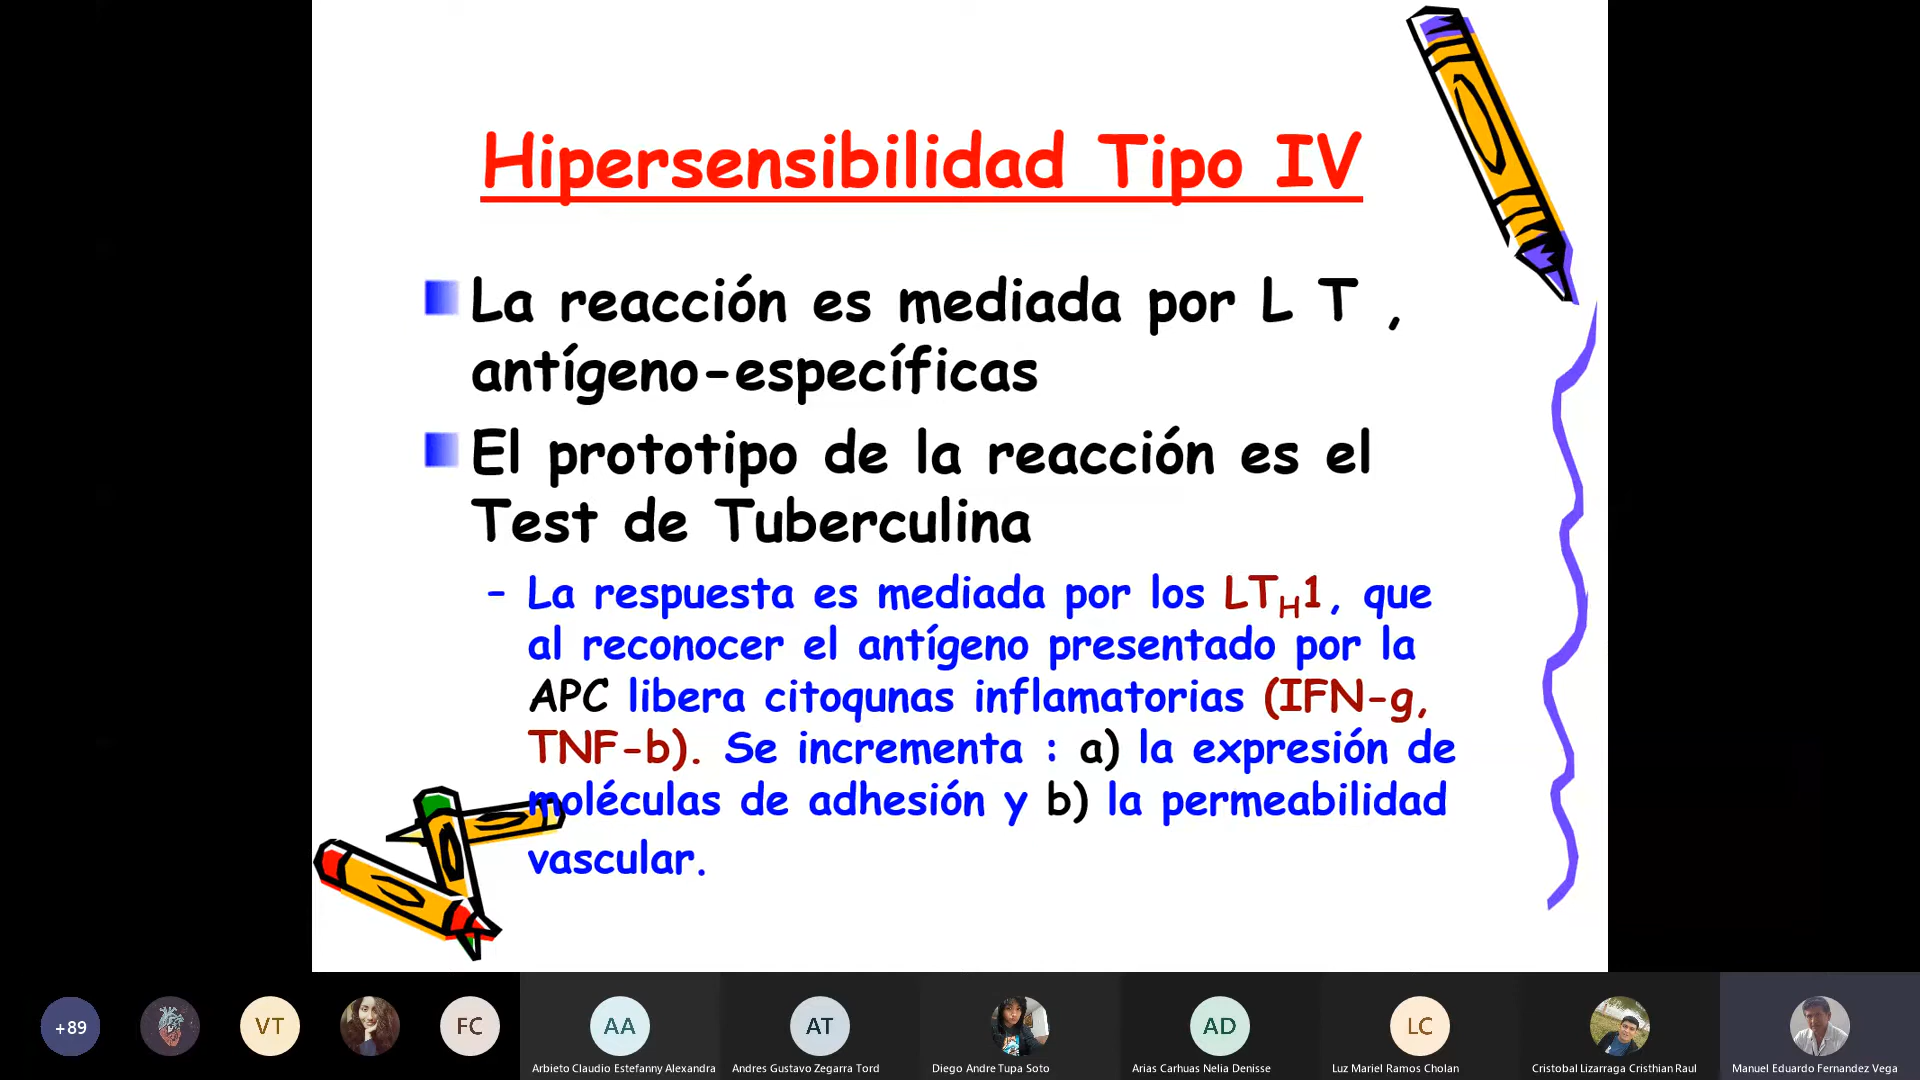 Hipersensibilidad Tipo IV
La reacción es mediada por L T ,
antígeno-específicas
El prototipo de la reacción es el
Test de Tuberculina
– La respuesta es mediada por los LTH1, que
al reconocer el antígeno presentado por la
APC libera citoqunas inflamatorias (IFN-g,
TNF-b). Se incrementa : a) la expresión de
moléculas de adhesión y b) la permeabilidad
vascular.
+89
VT
FC
AA
AT
AD
LC
Arbieto Claudio Estefanny Alexandra
Andres Gustavo Zegarra Tord
Diego Andre Tupa Soto
Arias Carhuas Nelia Denisse
Luz Mariel Ramos Cholan
Cristobal Lizarraga Cristhian Raul
Manuel Eduardo Fernandez Vega